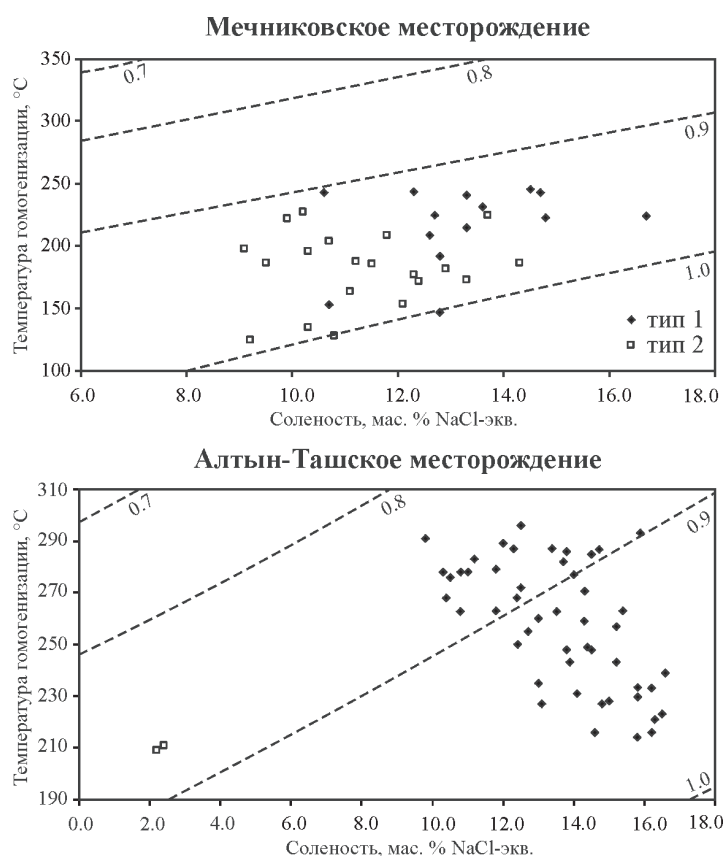 Мечниковское месторождение
350
300
250
200
150
100
Температура гомогенизации, °C
0.7
0.8
0.9
1.0
тип 1
тип 2
6.0 8.0 10.0 12.0 14.0 16.0 18.0
Соленость, мас. % NaCl-экв.
Алтын-Ташское месторождение
310
290
270
250
230
210
190
Температура гомогенизации, °C
0.7
0.8
0.9
1.0
0.0 2.0 4.0 6.0 8.0 10.0 12.0 14.0 16.0 18.0
Соленость, мас. % NaCl-экв.